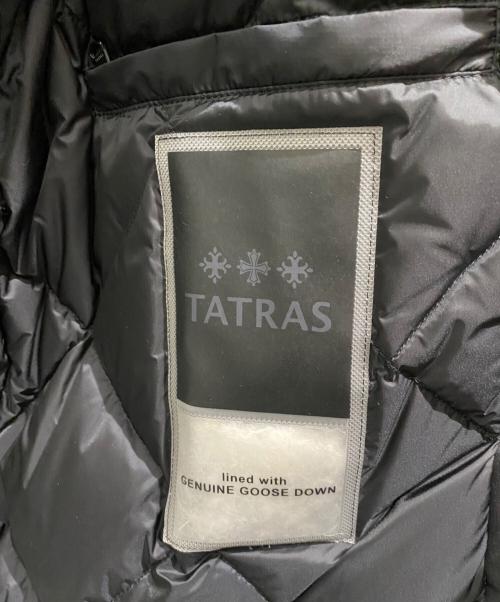 TATRAS
lined with
GENUINE GOOSE DOWN